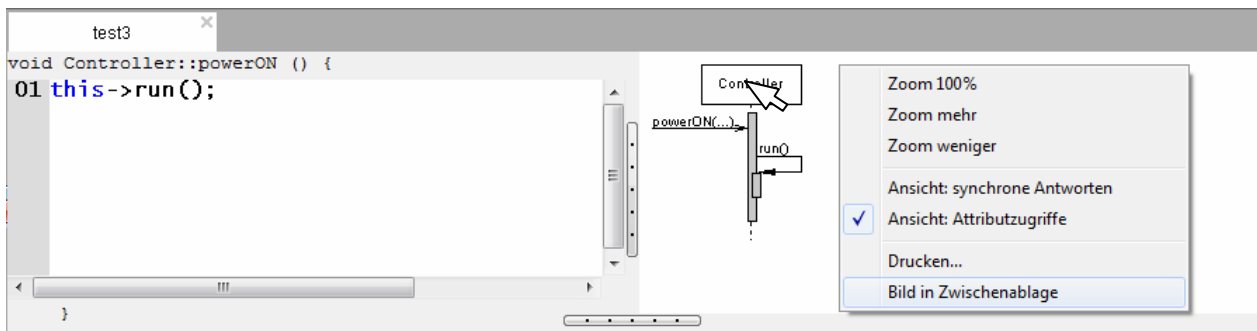 test3
void Controller::powerON () {
01 this->run();
}
Controller
powerON(...)
run()
Zoom 100%
Zoom mehr
Zoom weniger
Ansicht: synchrone Antworten
Ansicht: Attributzugriffe
Drucken...
Bild in Zwischenablage